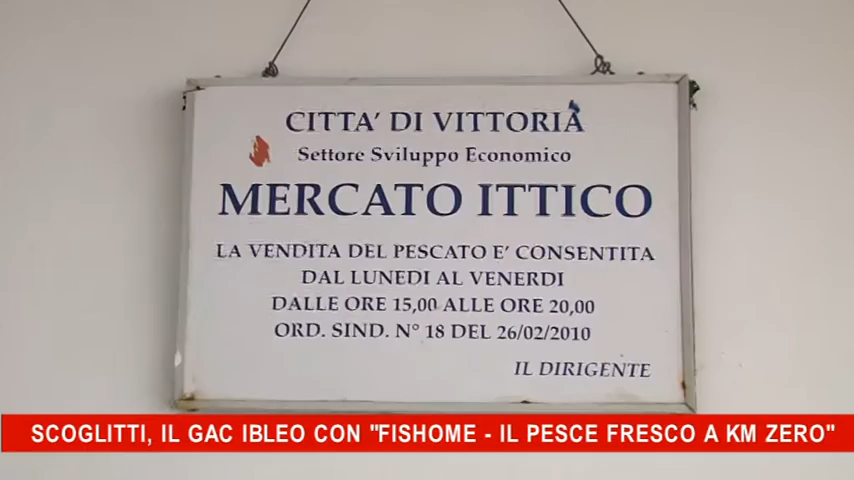 CITTA' DI VITTORIA
Settore Sviluppo Economico
MERCATO ITTICO
LA VENDITA DEL PESCATO E' CONSENTITA
DAL LUNEDI AL VENERDI
DALLE ORE 15,00 ALLE ORE 20,00
ORD. SIND. N° 18 DEL 26/02/2010
IL DIRIGENTE
SCOGLITTI, IL GAC IBLEO CON "FISHOME - IL PESCE FRESCO A KM ZERO"